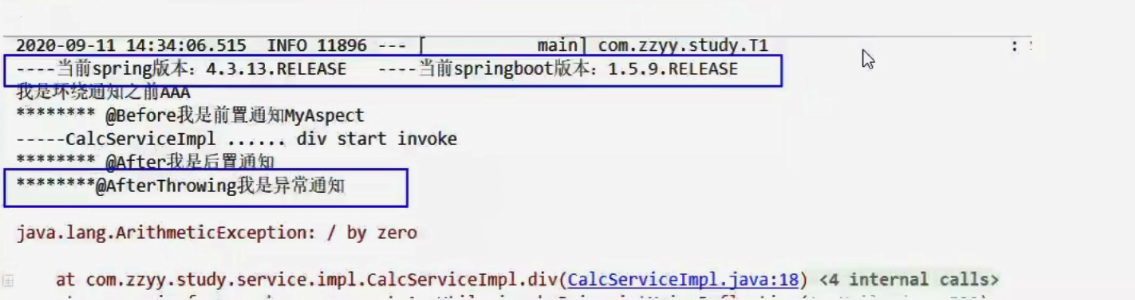 2020-09-11 14:34:06.515  INFO 11896 --- [           main] com.zzyy.study.T1                        :
----当前spring版本：4.3.13.RELEASE   ----当前springboot版本：1.5.9.RELEASE
我是环绕通知之前AAA
******** @Before我是前置通知MyAspect
-----CalcServiceImpl ...... div start invoke
******** @After我是后置通知
********@AfterThrowing我是异常通知
java.lang.ArithmeticException: / by zero
at com.zzyy.study.service.impl.CalcServiceImpl.div(CalcServiceImpl.java:18) <4 internal calls>